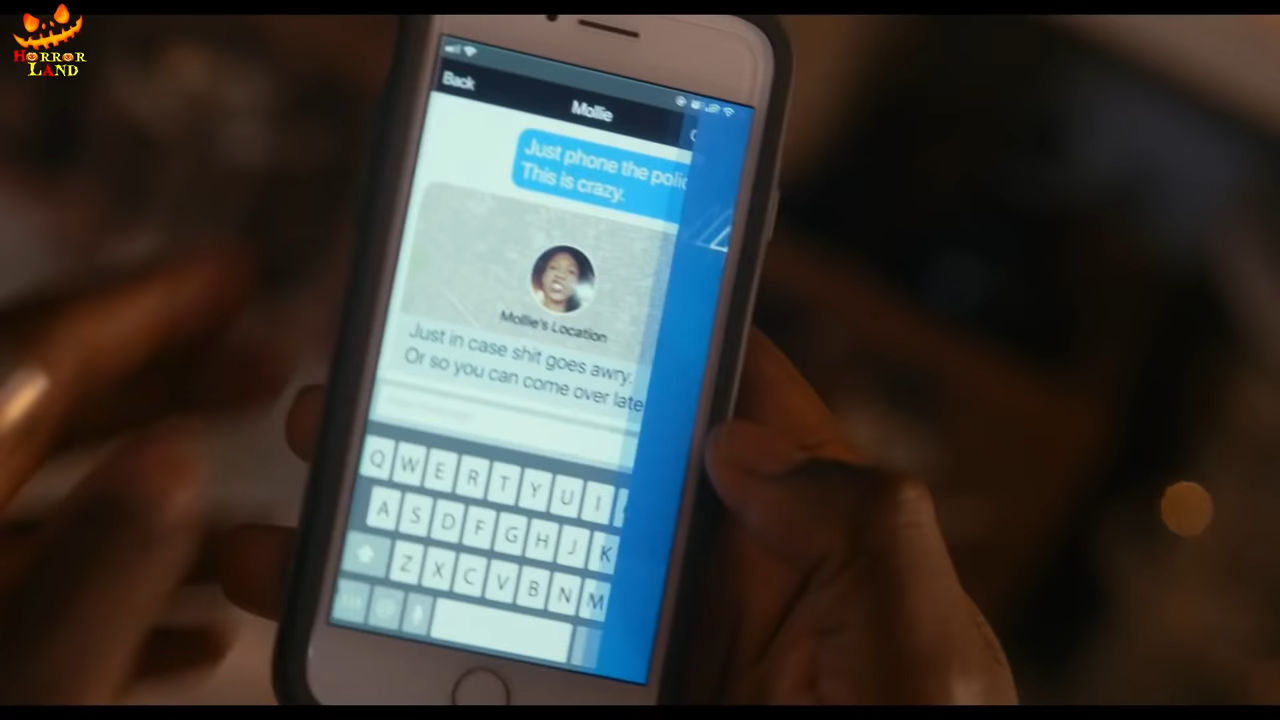 HORROR
LAND
Back
Mollie
Just phone the polic
This is crazy.
Mollie's Location
Just in case shit goes awry.
Or so you can come over late
Q W E R T Y U I
A S D F G H J K
Z X C V B N M